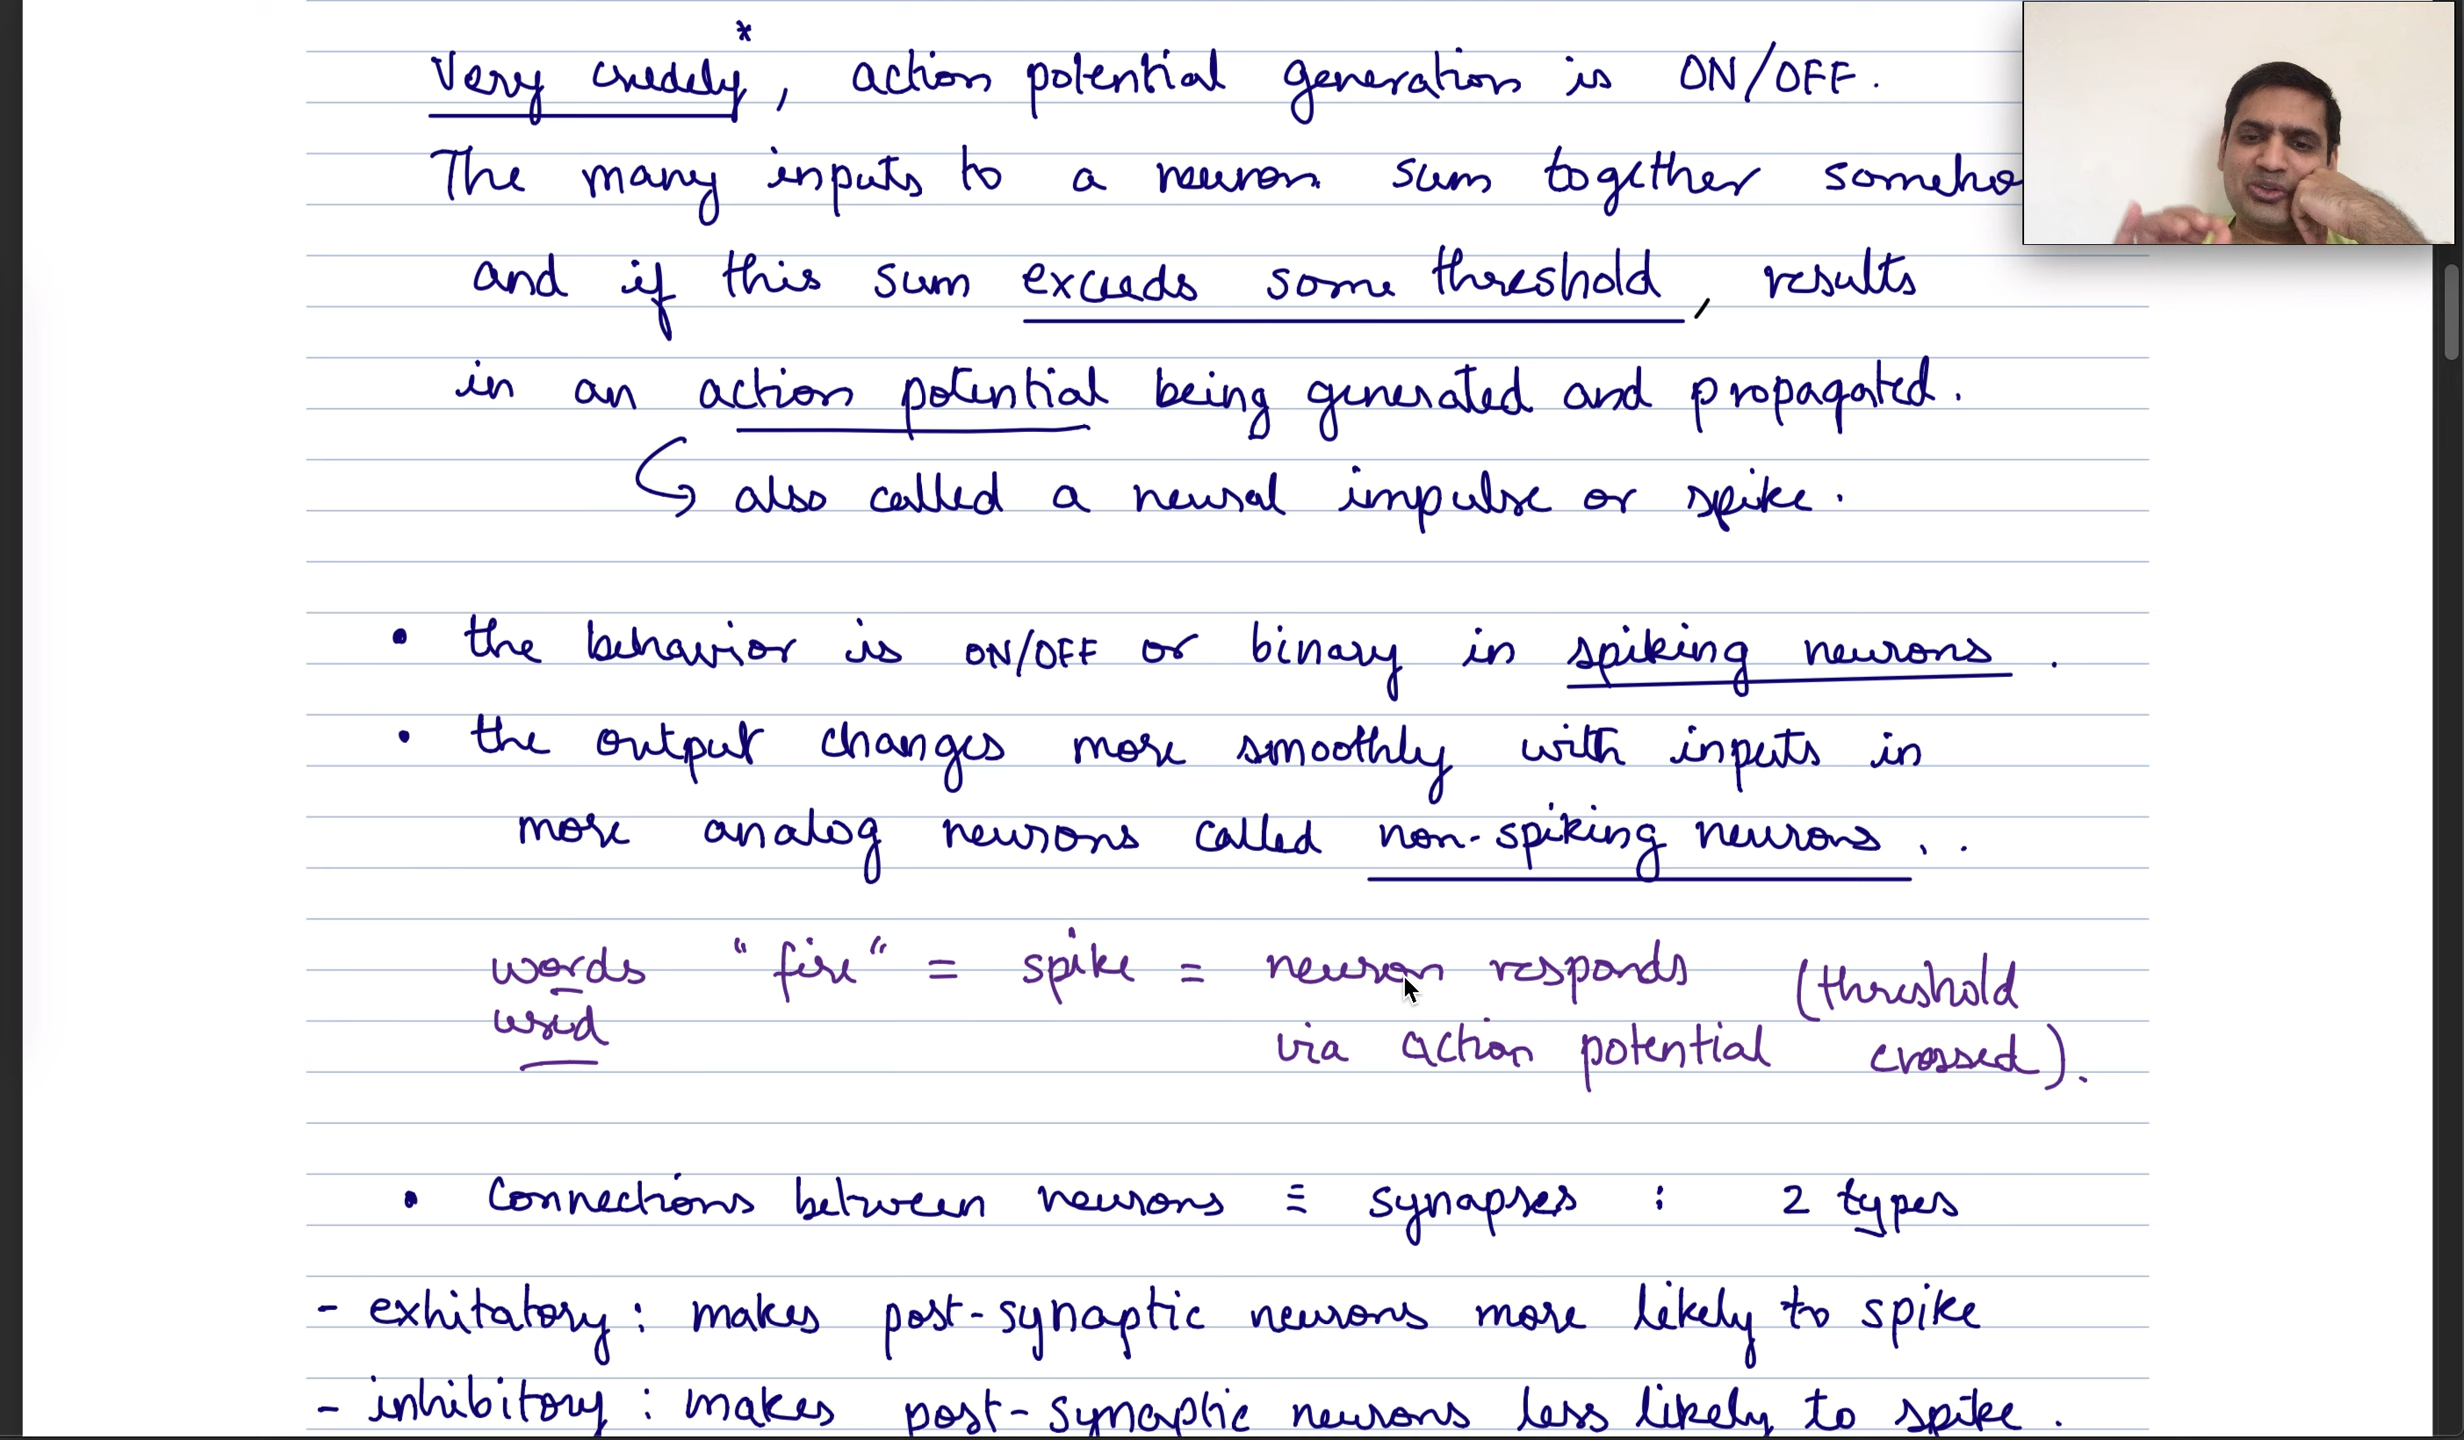 *
Very crudely, action potential generation is ON/OFF.
The many inputs to a neuron sum together someho
and if this sum exceeds some threshold, results
in an action potential being generated and propagated.
also called a neural impulse or spike.
• the behavior is ON/OFF or binary in spiking neurons.
• the output changes more smoothly with inputs in
more analog neurons called non-spiking neurons..
words "fire" = spike = neuron responds (threshold
used via action potential crossed).
• Connections between neurons ≡ synapses : 2 types
- exhitatory: makes post-synaptic neurons more likely to spike
- inhibitory: makes post-synaptic neurons less likely to spike.